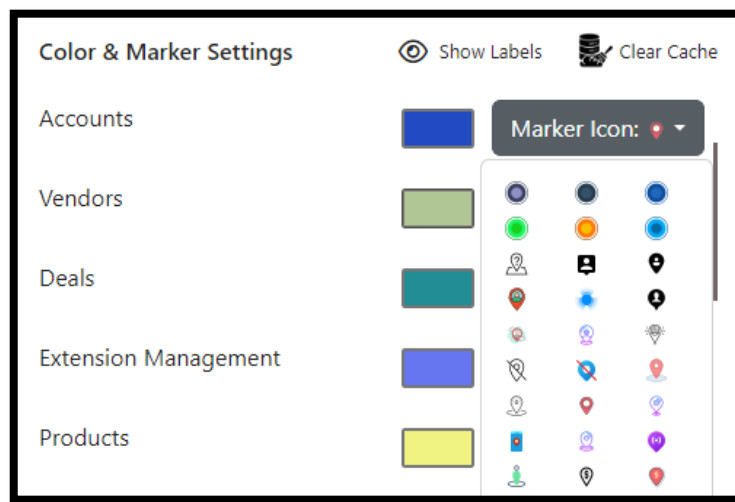 Color & Marker Settings
Show Labels
Clear Cache
Accounts
Marker Icon:
Vendors
Deals
Extension Management
Products